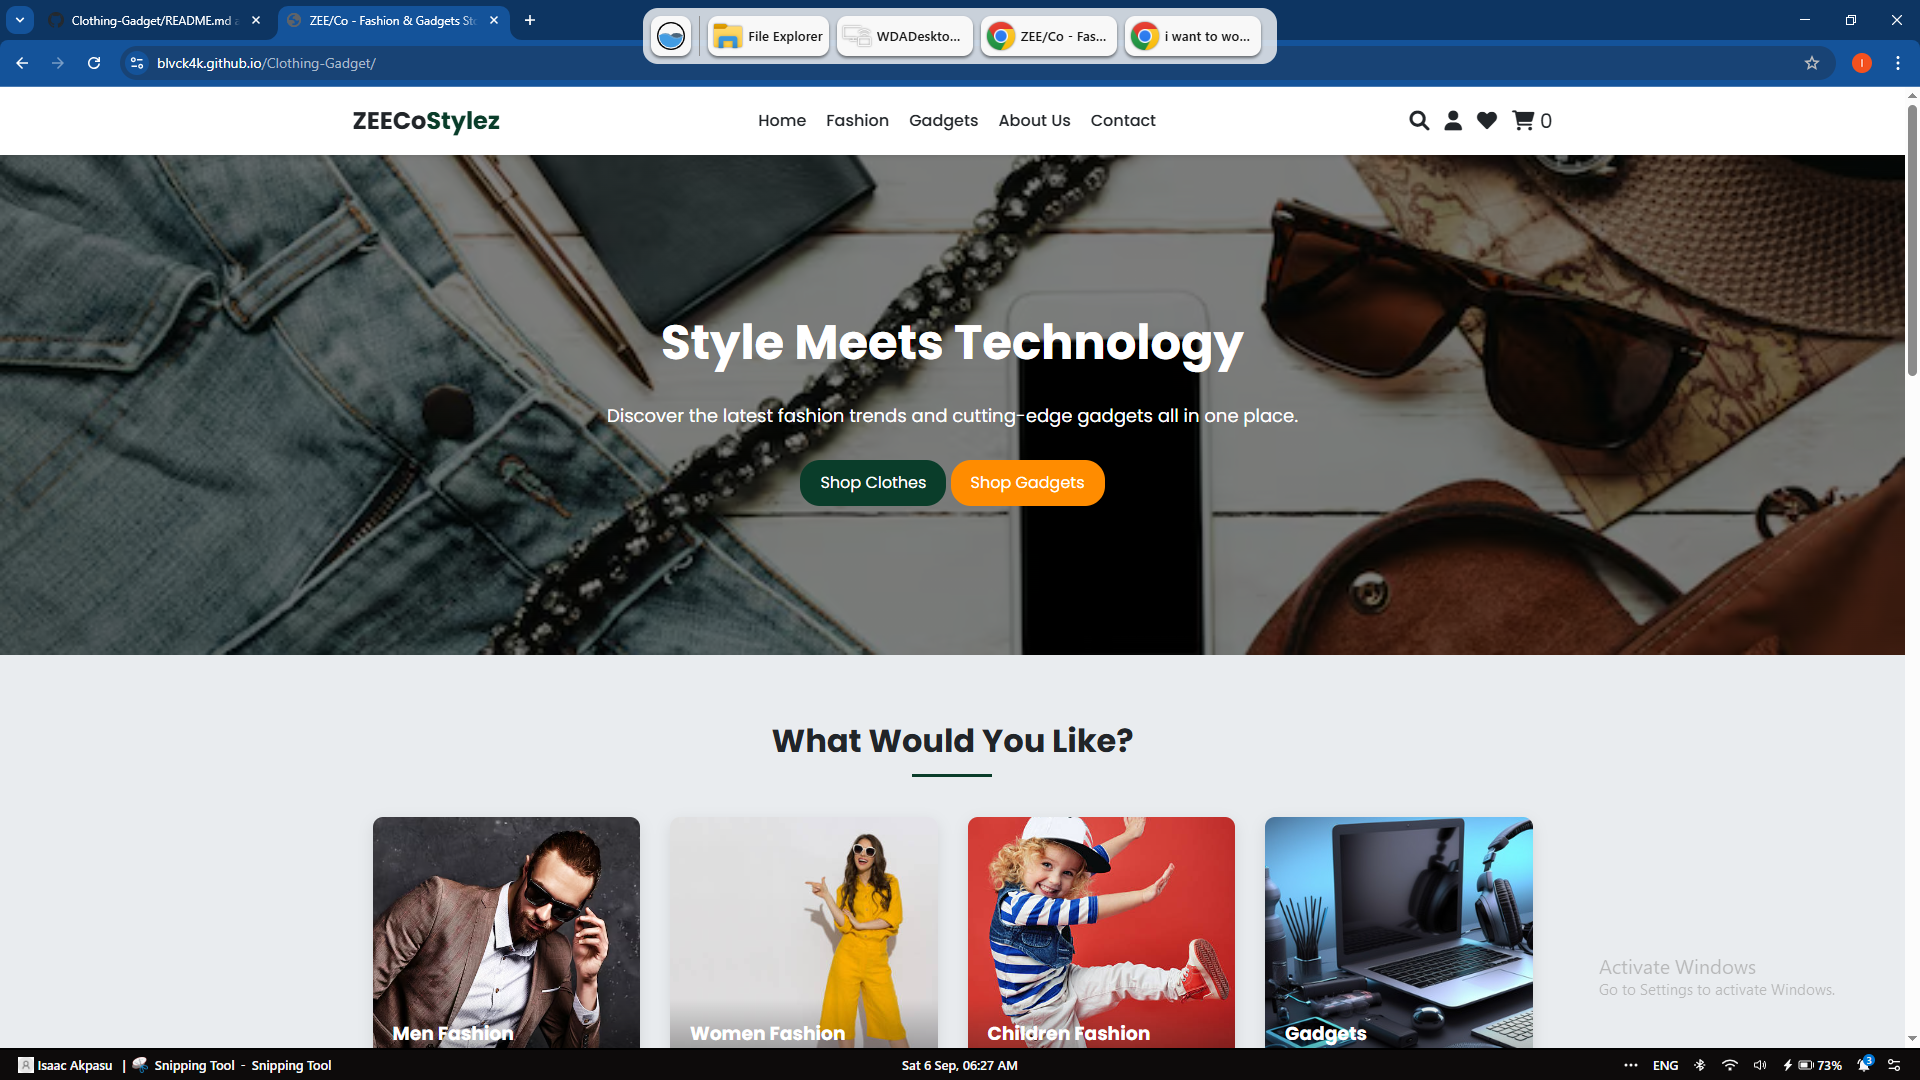 Clothing-Gadget/README.md a
ZEE/Co - Fashion & Gadgets Sto
File Explorer
WDADeskto...
ZEE/Co - Fas...
i want to wo...
blvck4k.github.io/Clothing-Gadget/
ZEECoStylez
Home
Fashion
Gadgets
About Us
Contact
0
Style Meets Technology
Discover the latest fashion trends and cutting-edge gadgets all in one place.
Shop Clothes
Shop Gadgets
What Would You Like?
Men Fashion
Women Fashion
Children Fashion
Gadgets
Activate Windows
Go to Settings to activate Windows.
Isaac Akpasu | Snipping Tool - Snipping Tool
Sat 6 Sep, 06:27 AM
ENG
73%
3